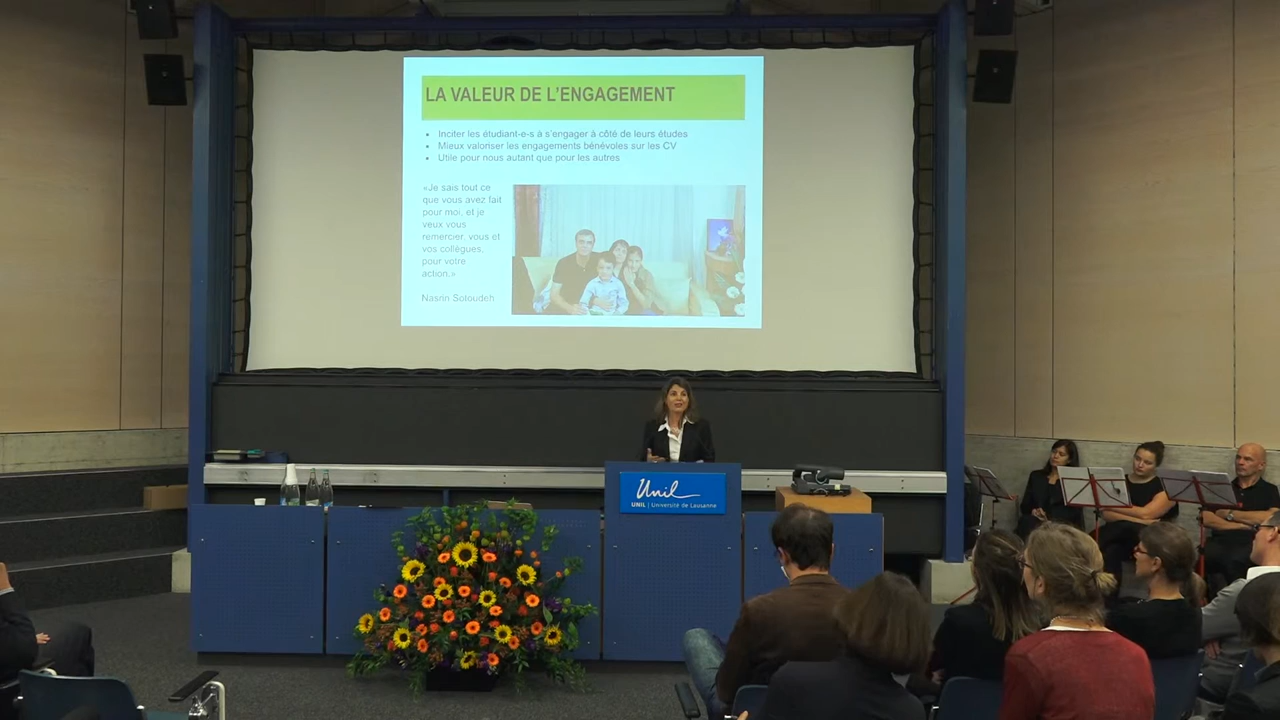 LA VALEUR DE L'ENGAGEMENT
• Inciter les étudiant-e-s à s'engager à côté de leurs études
• Mieux valoriser les engagements bénévoles sur les CV
• Utile pour nous autant que pour les autres
«Je sais tout ce
que vous avez fait
pour moi, et je
veux vous
remercier, vous et
vos collègues,
pour votre
action.»
Nasrin Sotoudeh
Unil
UNIL | Université de Lausanne